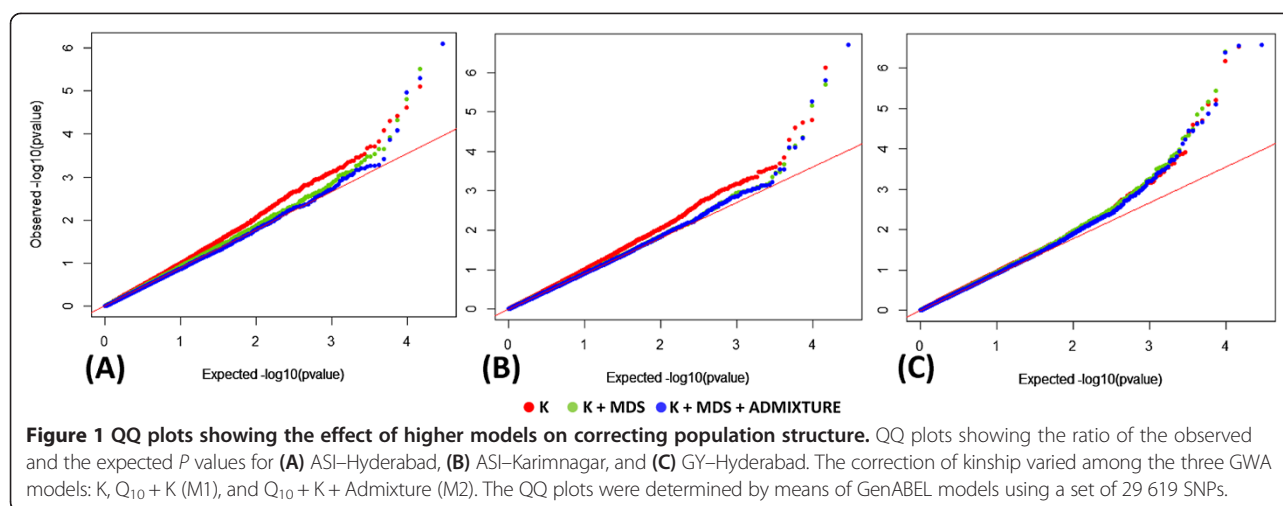 6
5
4
3
2
1
0
Observed -log10(pvalue)
0 1 2 3 4
(A)
Expected -log10(pvalue)
6
5
4
3
2
1
0
0 1 2 3 4
(B)
Expected -log10(pvalue)
6
5
4
3
2
1
0
0 1 2 3 4
(C)
Expected -log10(pvalue)
K K + MDS K + MDS + ADMIXTURE
Figure 1 QQ plots showing the effect of higher models on correcting population structure. QQ plots showing the ratio of the observed
and the expected P values for (A) ASI–Hyderabad, (B) ASI–Karimnagar, and (C) GY–Hyderabad. The correction of kinship varied among the three GWA
models: K, Q10 + K (M1), and Q10 + K + Admixture (M2). The QQ plots were determined by means of GenABEL models using a set of 29 619 SNPs.